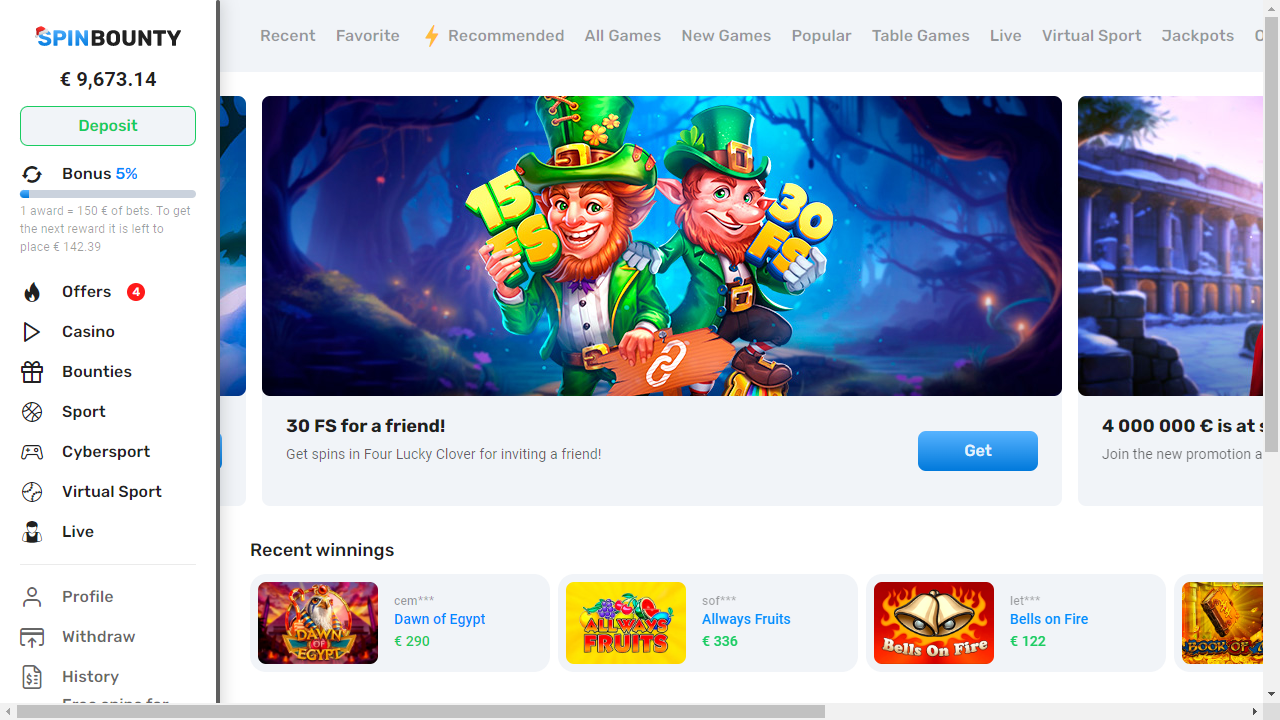 SPINBOUNTY
€ 9,673.14
Deposit
Bonus 5%
1 award = 150 € of bets. To get
the next reward it is left to
place € 142.39
Offers 4
Casino
Bounties
Sport
Cybersport
Virtual Sport
Live
Profile
Withdraw
History
Free spins for
Recent Favorite Recommended All Games New Games Popular Table Games Live Virtual Sport Jackpots
15
FS
30
FS
30 FS for a friend!
Get spins in Four Lucky Clover for inviting a friend!
Get
4 000 000 € is at
Join the new promotion a
Recent winnings
DAWN
OF
EGYPT
cem***
Dawn of Egypt
€ 290
ALLWAYS
FRUITS
sof***
Allways Fruits
€ 336
Bells On Fire
let***
Bells on Fire
€ 122
BOOK OF